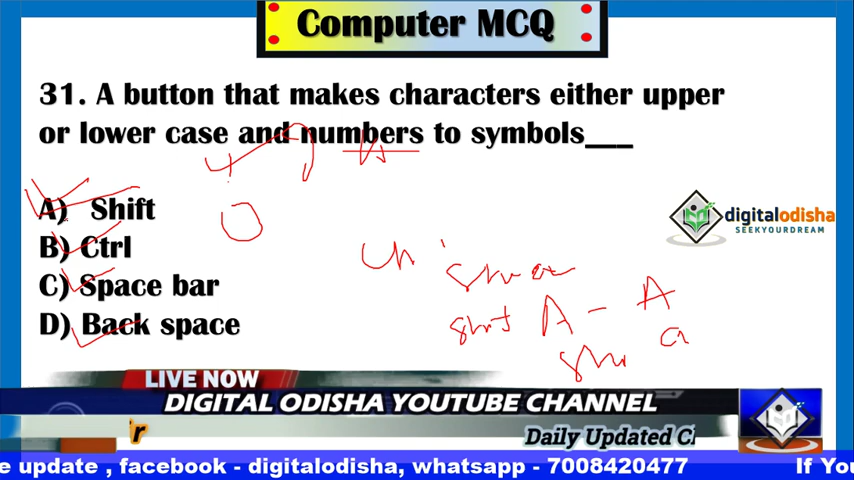 Computer MCQ
31. A button that makes characters either upper
or lower case and numbers to symbols___
A) Shift
B) Ctrl
C) Space bar
D) Back space
digitalodisha
SEEKYOURDREAM
A - A
LIVE NOW
DIGITAL ODISHA YOUTUBE CHANNEL
Daily Updated
e update , facebook - digitalodisha, whatsapp - 7008420477 If Yo